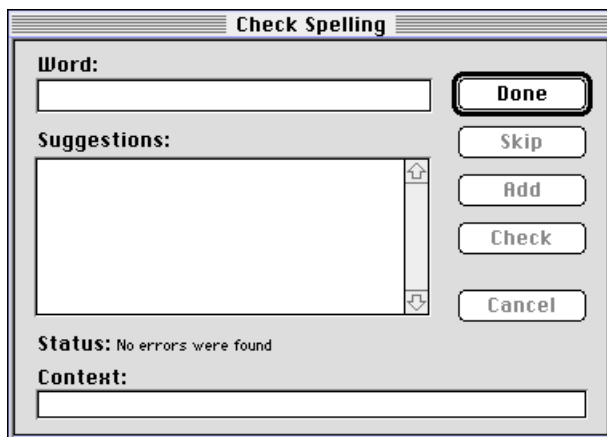 Check Spelling
Word:
Done
Suggestions:
Skip
Add
Check
Cancel
Status: No errors were found
Context: